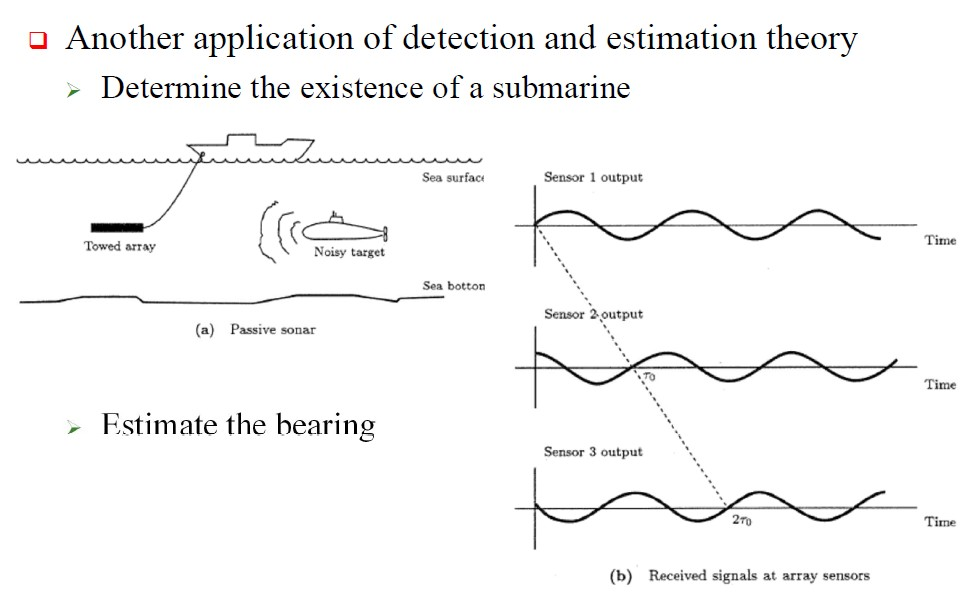 Another application of detection and estimation theory
Determine the existence of a submarine
Sea surface
Towed array
Noisy target
Sea botton
(a) Passive sonar
Estimate the bearing
Sensor 1 output
Time
Sensor 2 output
τ0
Time
Sensor 3 output
2τ0
Time
(b) Received signals at array sensors